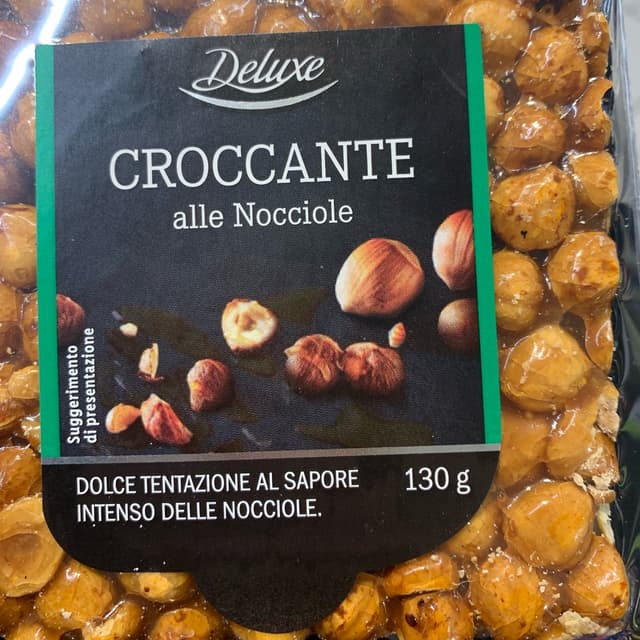 Deluxe
CROCCANTE
alle Nocciole
Suggerimento
di presentazione
DOLCE TENTAZIONE AL SAPORE
INTENSO DELLE NOCCIOLE.
130 g